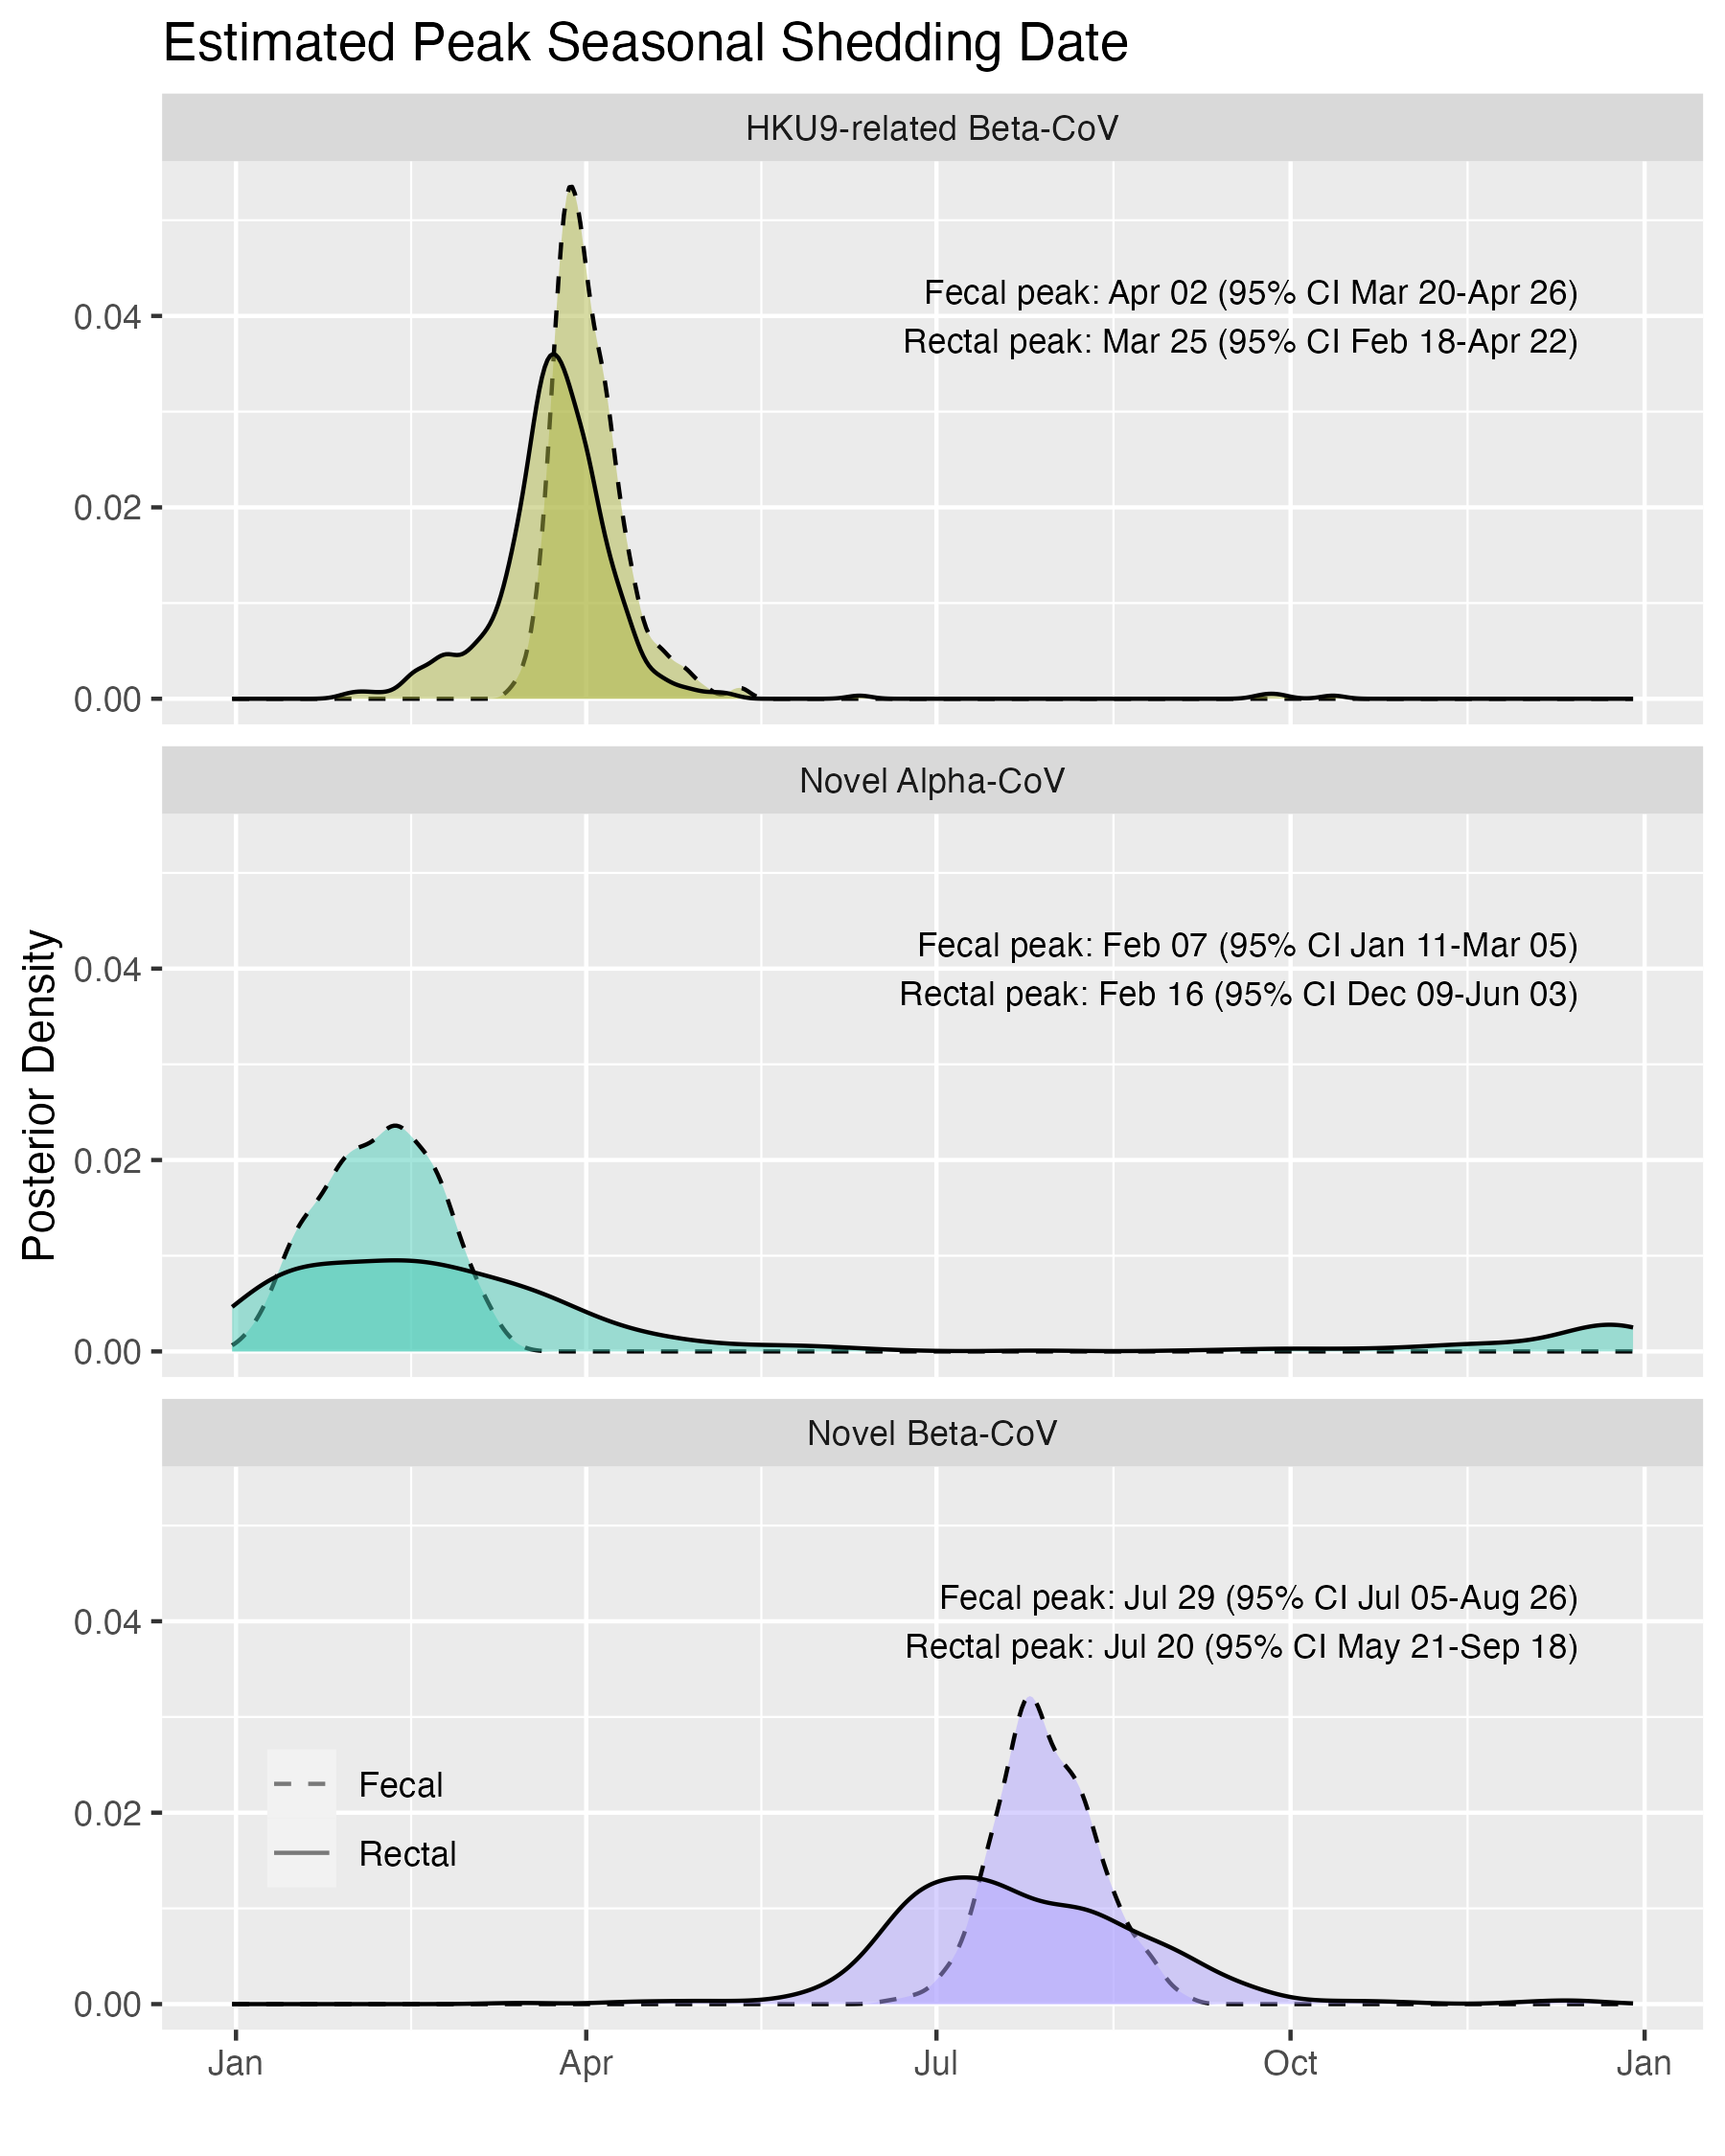 Estimated Peak Seasonal Shedding Date
HKU9-related Beta-CoV
Fecal peak: Apr 02 (95% CI Mar 20-Apr 26)
Rectal peak: Mar 25 (95% CI Feb 18-Apr 22)
0.04
0.02
0.00
Novel Alpha-CoV
Fecal peak: Feb 07 (95% CI Jan 11-Mar 05)
Rectal peak: Feb 16 (95% CI Dec 09-Jun 03)
0.04
0.02
0.00
Posterior Density
Novel Beta-CoV
Fecal peak: Jul 29 (95% CI Jul 05-Aug 26)
Rectal peak: Jul 20 (95% CI May 21-Sep 18)
0.04
0.02
0.00
Fecal
Rectal
Jan Apr Jul Oct Jan